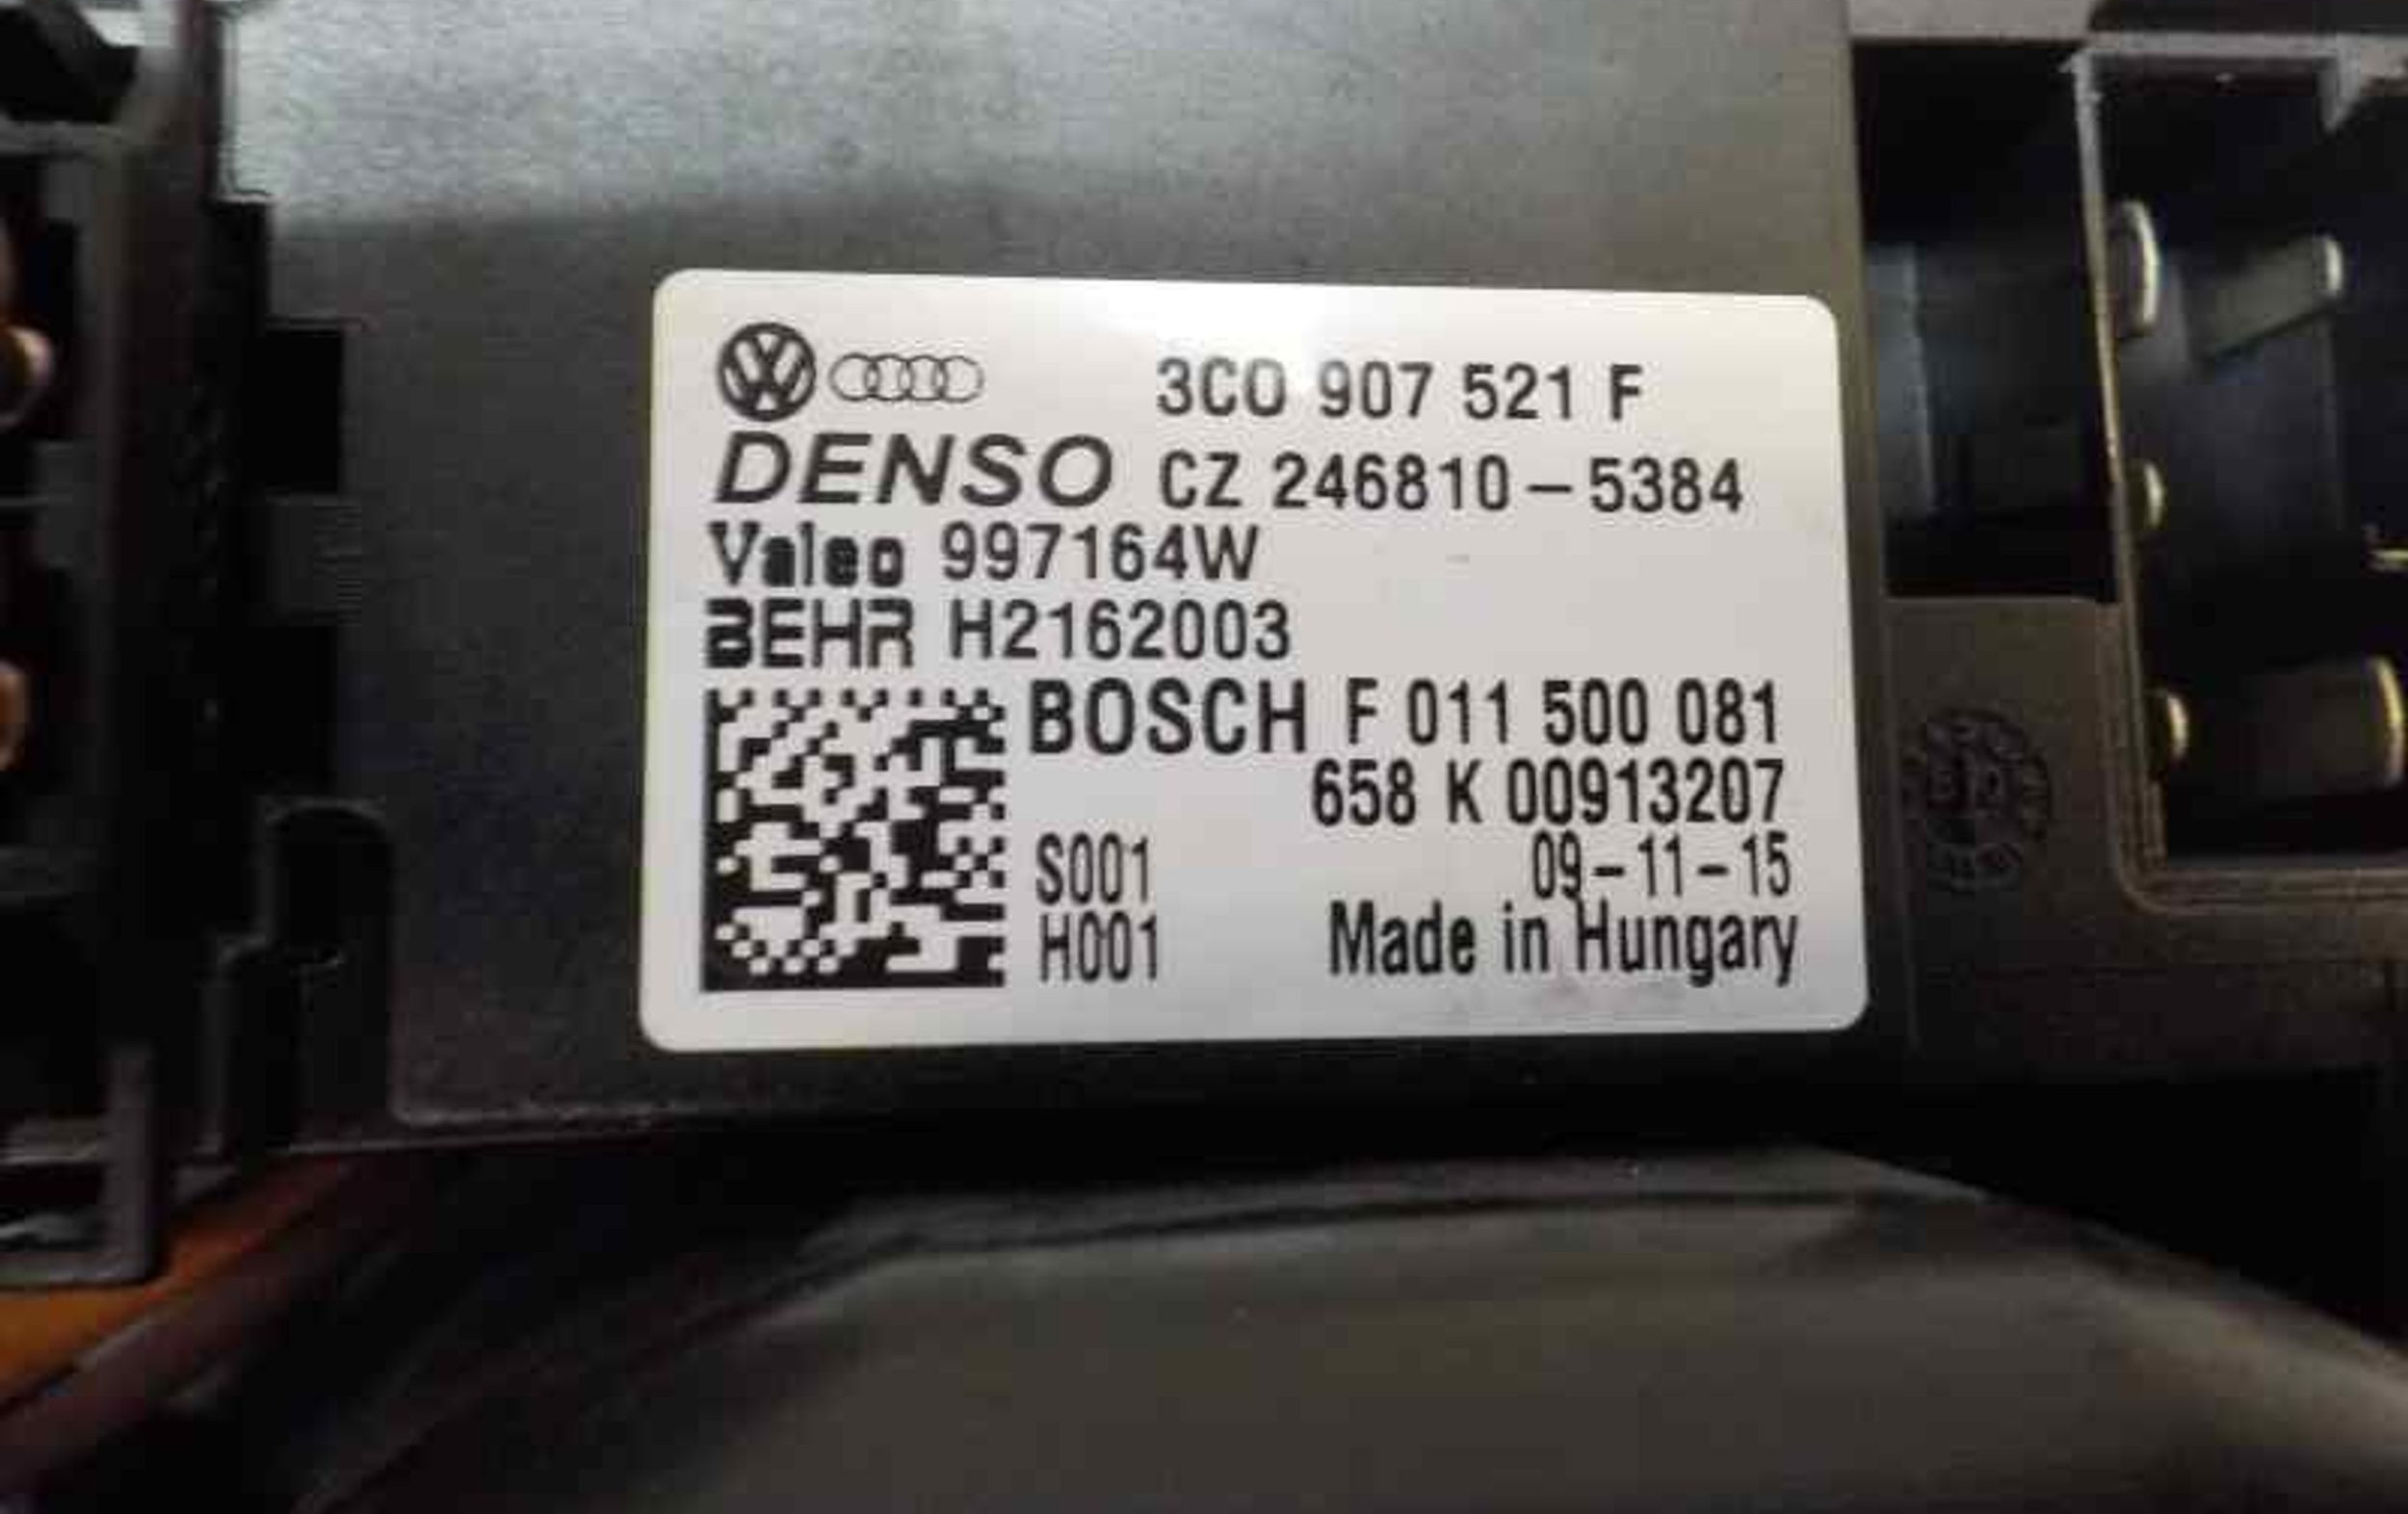 3C0 907 521 F
DENSO CZ 246810-5384
Valeo 997164W
BEHR H2162003
BOSCH F 011 500 081
658 K 00913207
S001 09-11-15
H001 Made in Hungary